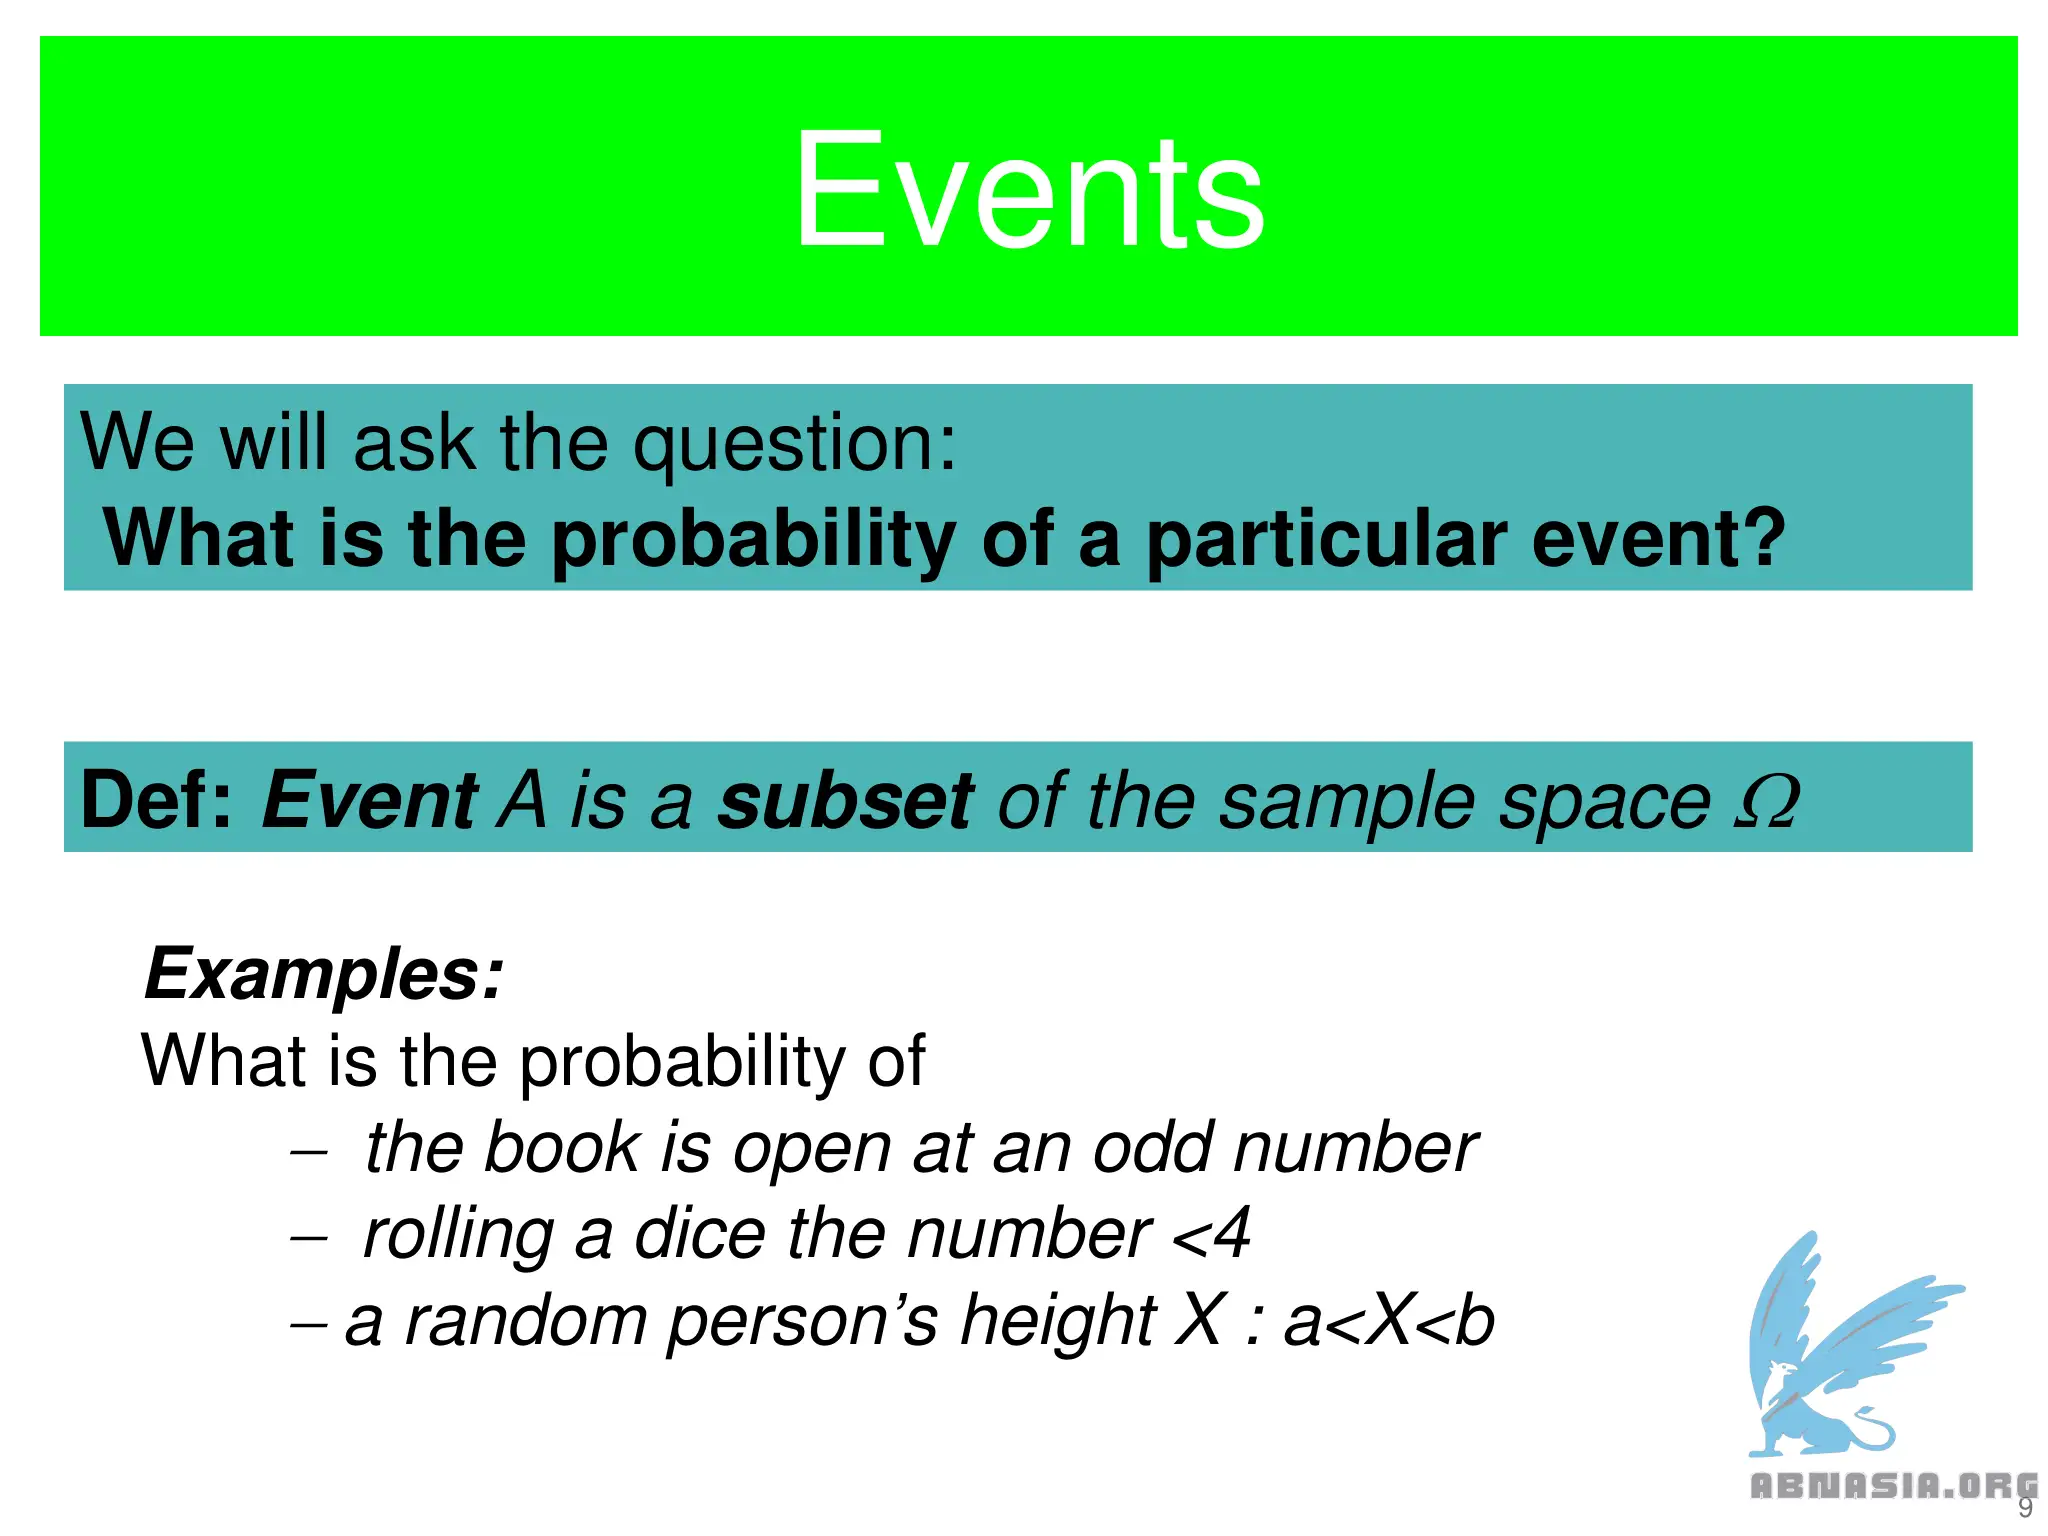 Events
We will ask the question:
What is the probability of a particular event?
Def: Event A is a subset of the sample space Ω
Examples:
What is the probability of
– the book is open at an odd number
– rolling a dice the number <4
– a random person’s height X : a<X<b
ABNASIA.ORG
9